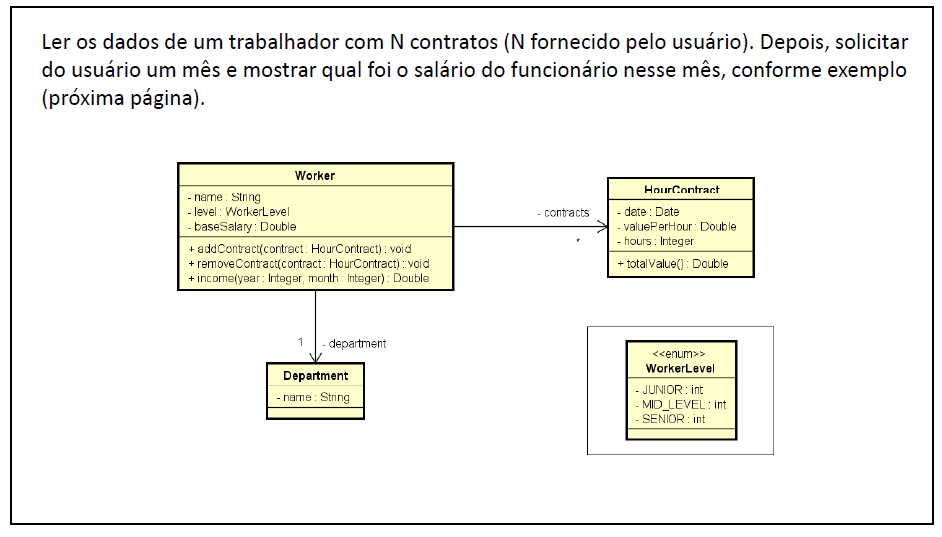 Ler os dados de um trabalhador com N contratos (N fornecido pelo usuário). Depois, solicitar
do usuário um mês e mostrar qual foi o salário do funcionário nesse mês, conforme exemplo
(próxima página).
Worker
- name : String
- level : WorkerLevel
- baseSalary : Double
+ addContract(contract : HourContract) : void
+ removeContract(contract : HourContract) : void
+ income(year : Integer, month : Integer) : Double
- contracts
*
HourContract
- date : Date
- valuePerHour : Double
- hours : Integer
+ totalValue() : Double
1
- department
Department
- name : String
<<enum>>
WorkerLevel
- JUNIOR : int
- MID_LEVEL : int
- SENIOR : int